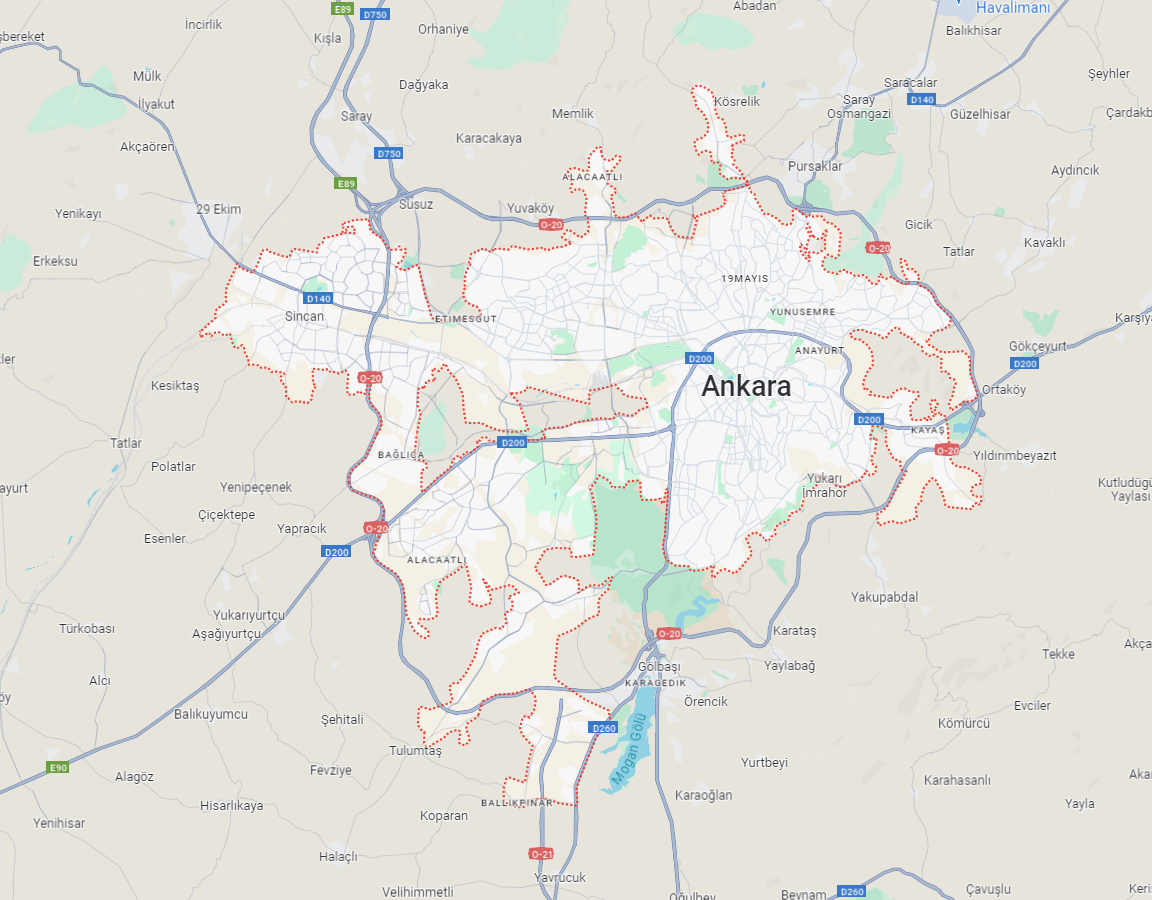 E89
D750
Abadan
Havalimanı
İncirlik
Orhaniye
Balıkhisar
şbereket
Kışla
Mülk
Dağyaka
Saracalar
Şeyhler
İlyakut
Saray
Memlik
Kösrelik
Saray
Osmangazi
D140
Güzelhisar
Çardakb
Akçaören
Karacakaya
D750
E89
ALACAATLI
Pursaklar
Aydıncık
Yenikayı
29 Ekim
Susuz
Yuvaköy
O-20
Gicik
Kavaklı
Erkeksu
O-20
Tatlar
19MAYIS
D140
Sincan
ETIMESGUT
YUNUSEMRE
Karşıya
ler
Gökçeyurt
D200
ANAYURT
D200
Kesiktaş
O-20
Ankara
Ortaköy
D200
KAYAŞ
Tatlar
D200
BAĞLICA
O-20
Yıldırımbeyazıt
Polatlar
ayurt
Yenipeçenek
Yukarı
İmrahor
Kutludüğü
Yaylası
Çiçektepe
Yapracık
O-20
Esenler
D200
ALACAATLI
Yakupabdal
Yukarıyurtçu
Türkobası
Aşağıyurtçu
O-20
Karataş
Akça
Tekke
Gölbaşı
Yaylabağ
Alcı
KARAGEDIK
öy
Örencik
Evciler
Balıkuyumcu
Şehitali
D260
Mogan Gölü
Kömürcü
Tulumtaş
E90
Alagöz
Fevziye
Yurtbeyi
Karahasanlı
Aka
Hisarlıkaya
BALLIKPINAR
Karaoğlan
Yayla
Yenihisar
Koparan
Halaçlı
O-21
Yavrucuk
Velihimmetli
Oğulbey
Beynam
D260
Çavuşlu
Keris